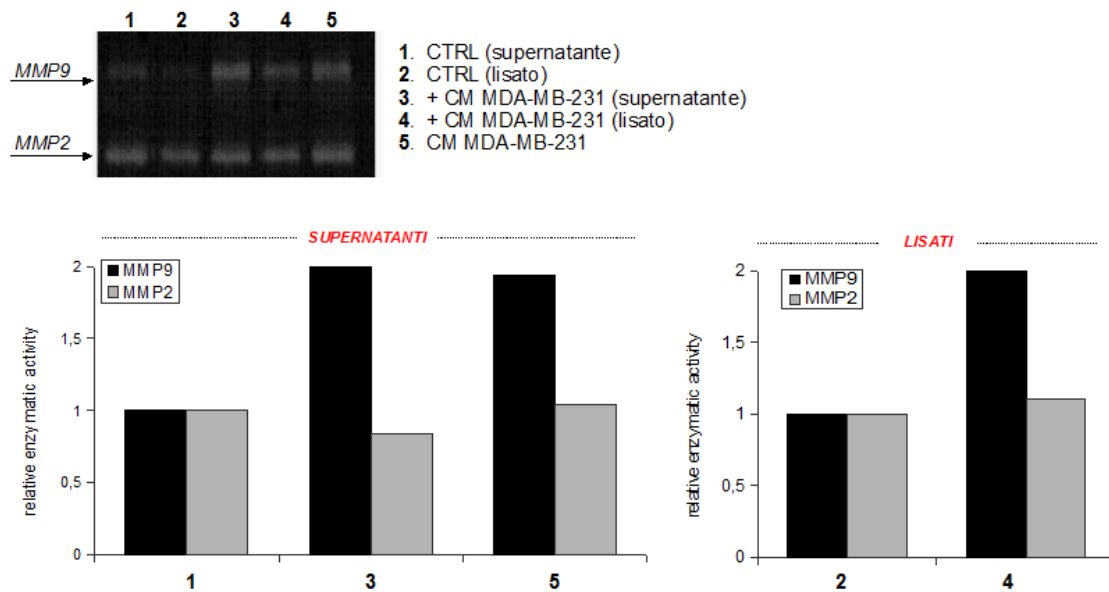 1 2 3 4 5
MMP9
MMP2
1. CTRL (supernatante)
2. CTRL (lisato)
3. + CM MDA-MB-231 (supernatante)
4. + CM MDA-MB-231 (lisato)
5. CM MDA-MB-231
SUPERNATANTI
MMP9
MMP2
relative enzymatic activity
2
1,5
1
0,5
0
1 3 5
LISATI
MMP9
MMP2
relative enzymatic activity
2
1,5
1
0,5
0
2 4